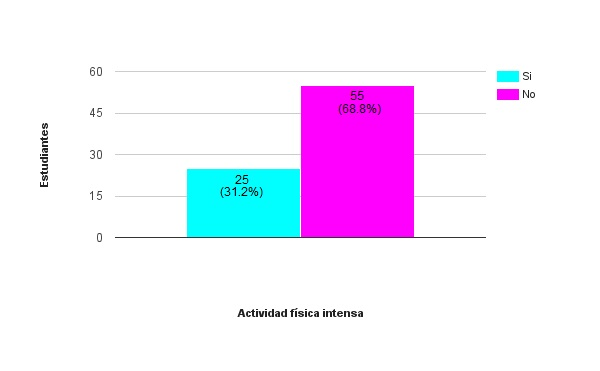 Estudiantes
60
45
30
15
0
25
(31.2%)
55
(68.8%)
Si
No
Actividad física intensa